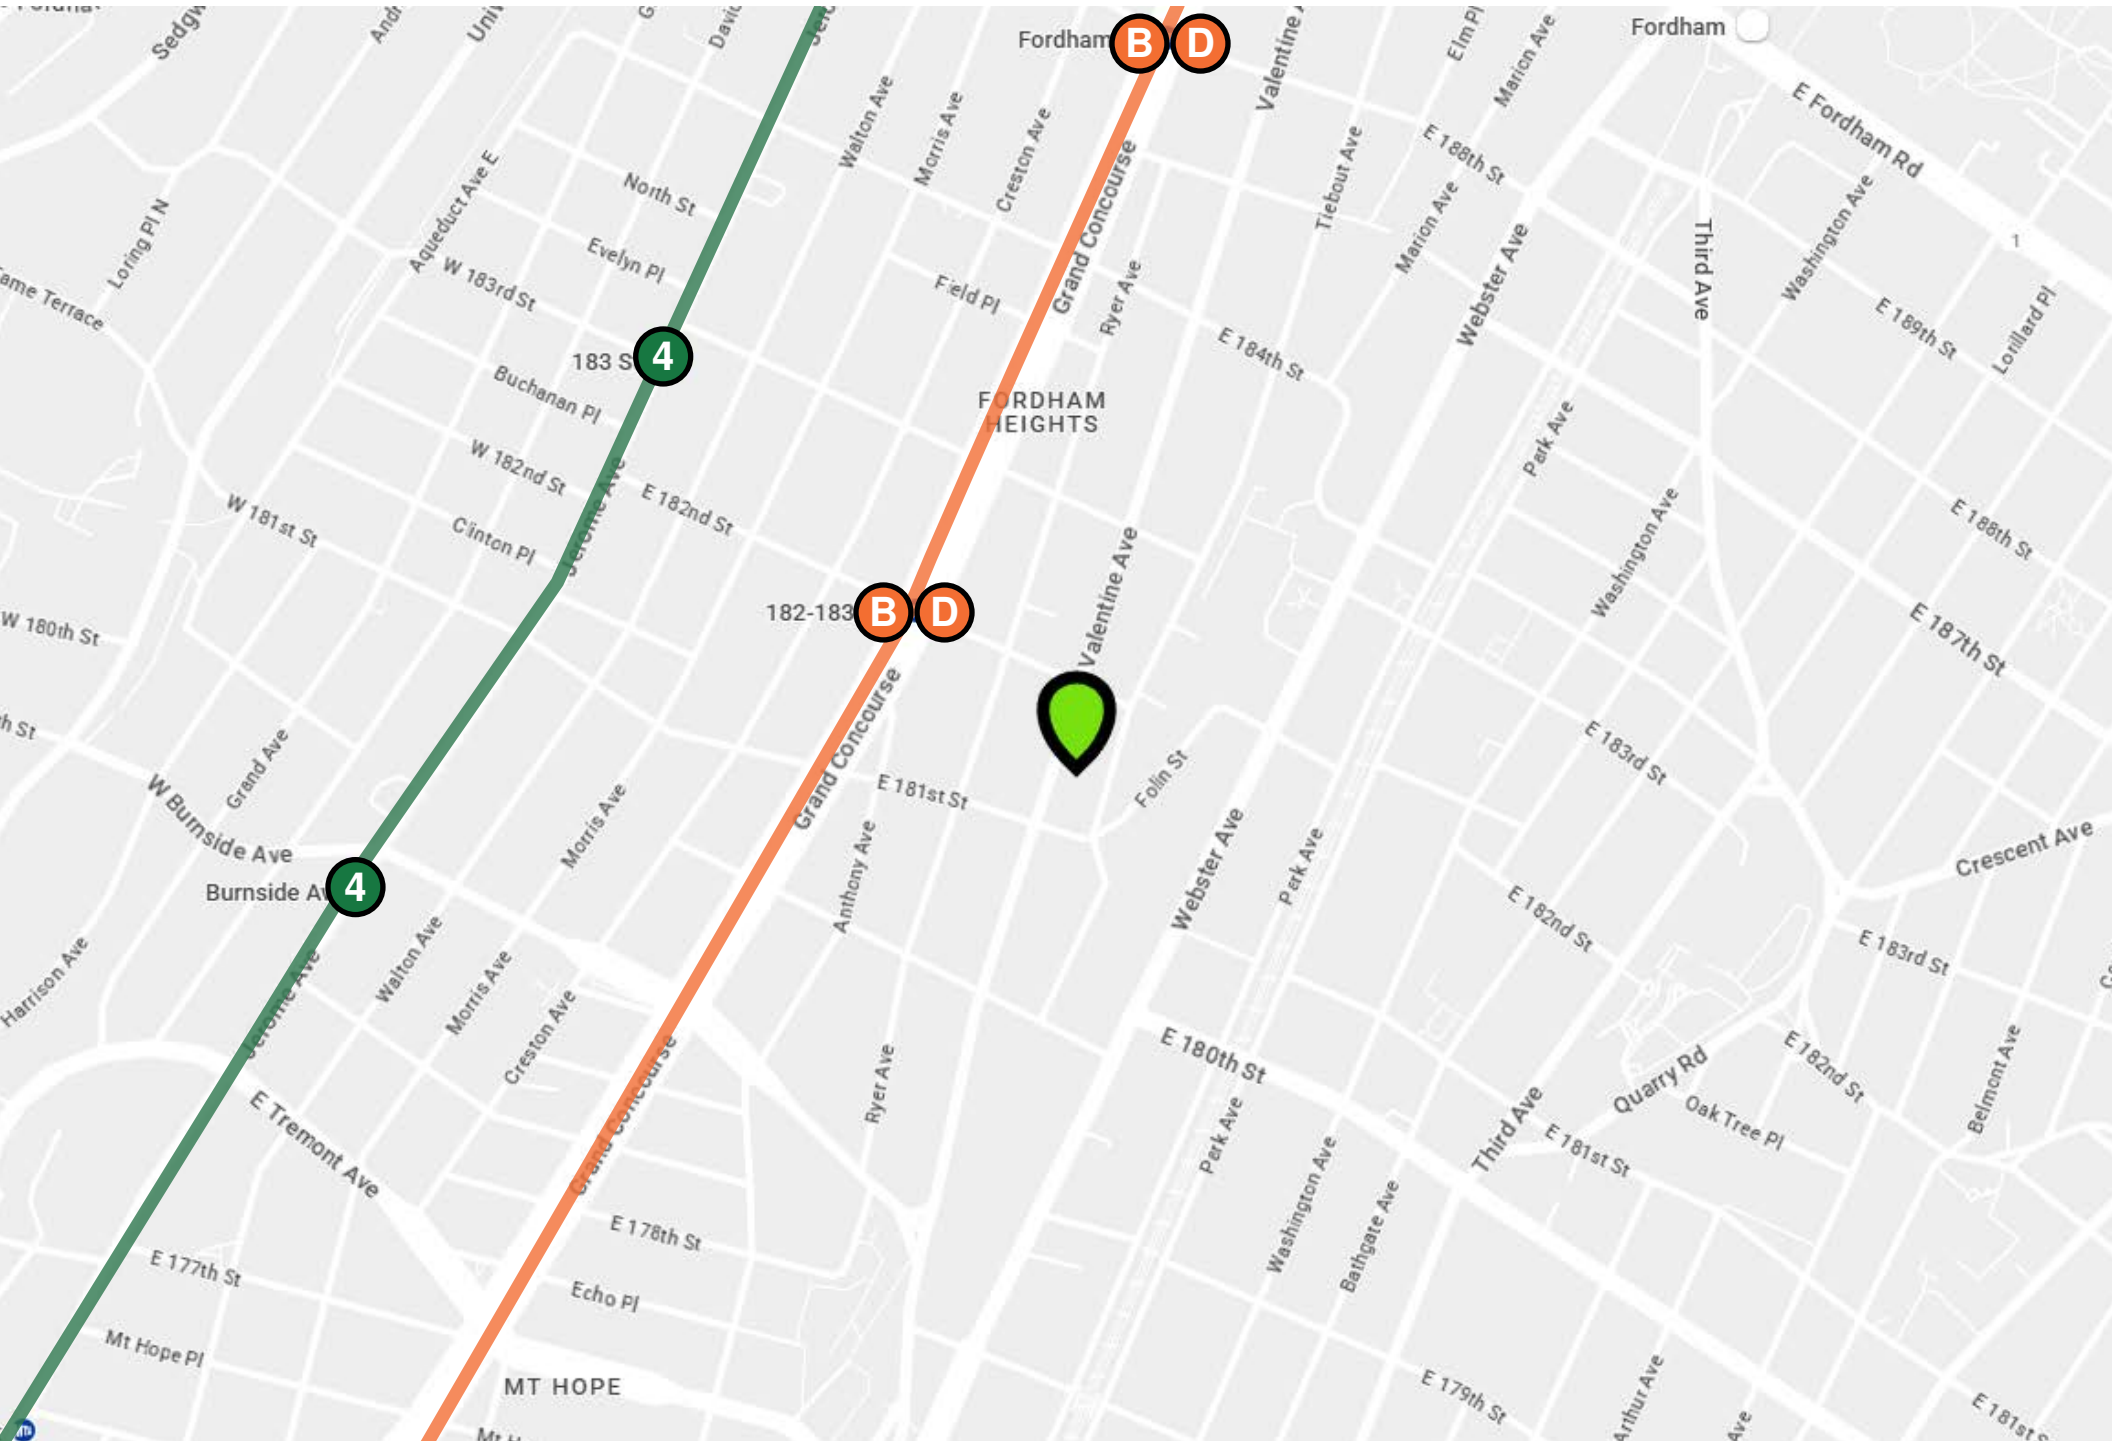 Sedgw
Fordham
B
D
Fordham
Valentine A
Elm Pl
Marion Ave
E Fordham Rd
Walton Ave
Morris Ave
Creston Ave
Tiebout Ave
E 188th St
North St
Aqueduct Ave E
Loring Pl N
Evelyn Pl
W 183rd St
Grand Concourse
Field Pl
Ryer Ave
Marion Ave
Webster Ave
Third Ave
Washington Ave
1
E 189th St
Lorillard Pl
ame Terrace
183 S
4
Buchanan Pl
E 184th St
FORDHAM
HEIGHTS
Park Ave
W 182nd St
Jerome Ave
E 182nd St
W 181st St
Clinton Pl
Washington Ave
E 188th St
Valentine Ave
W 180th St
182-183
B
D
E 187th St
h St
Grand Ave
Grand Concourse
E 181st St
Folin St
E 183rd St
W Burnside Ave
Morris Ave
Anthony Ave
Webster Ave
Park Ave
Crescent Ave
Burnside Av
4
E 182nd St
E 183rd St
Harrison Ave
Jerome Ave
Walton Ave
Morris Ave
Creston Ave
Grand Concourse
Ryer Ave
E 180th St
Quarry Rd
E 182nd St
Belmont Ave
Oak Tree Pl
E Tremont Ave
Park Ave
Third Ave
E 181st St
Washington Ave
Bathgate Ave
E 178th St
E 177th St
Echo Pl
Mt Hope Pl
MT HOPE
E 179th St
Arthur Ave
Ave
E 181st S
Mt H